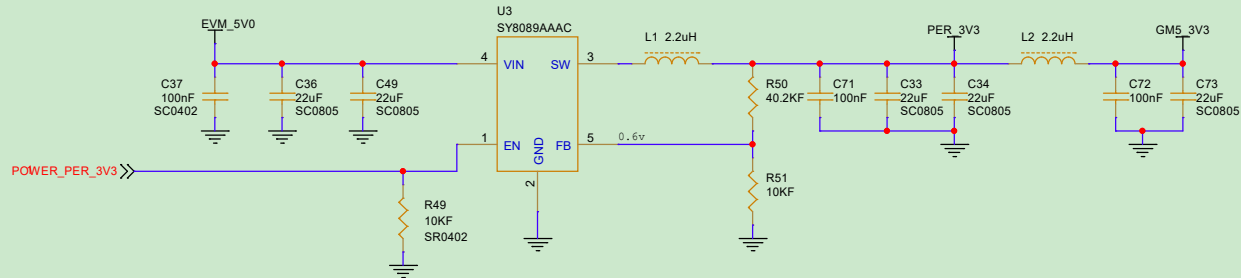 U3
SY8089AAAC
EVM_5V0
L1 2.2uH
PER_3V3
L2 2.2uH
GM5_3V3
4
VIN
SW
3
C37
100nF
SC0402
C36
22uF
SC0805
C49
22uF
SC0805
R50
40.2KF
C71
100nF
C33
22uF
SC0805
C34
22uF
SC0805
C72
100nF
C73
22uF
SC0805
1
EN
GND
FB
5
0.6v
2
POWER_PER_3V3
R49
10KF
SR0402
R51
10KF